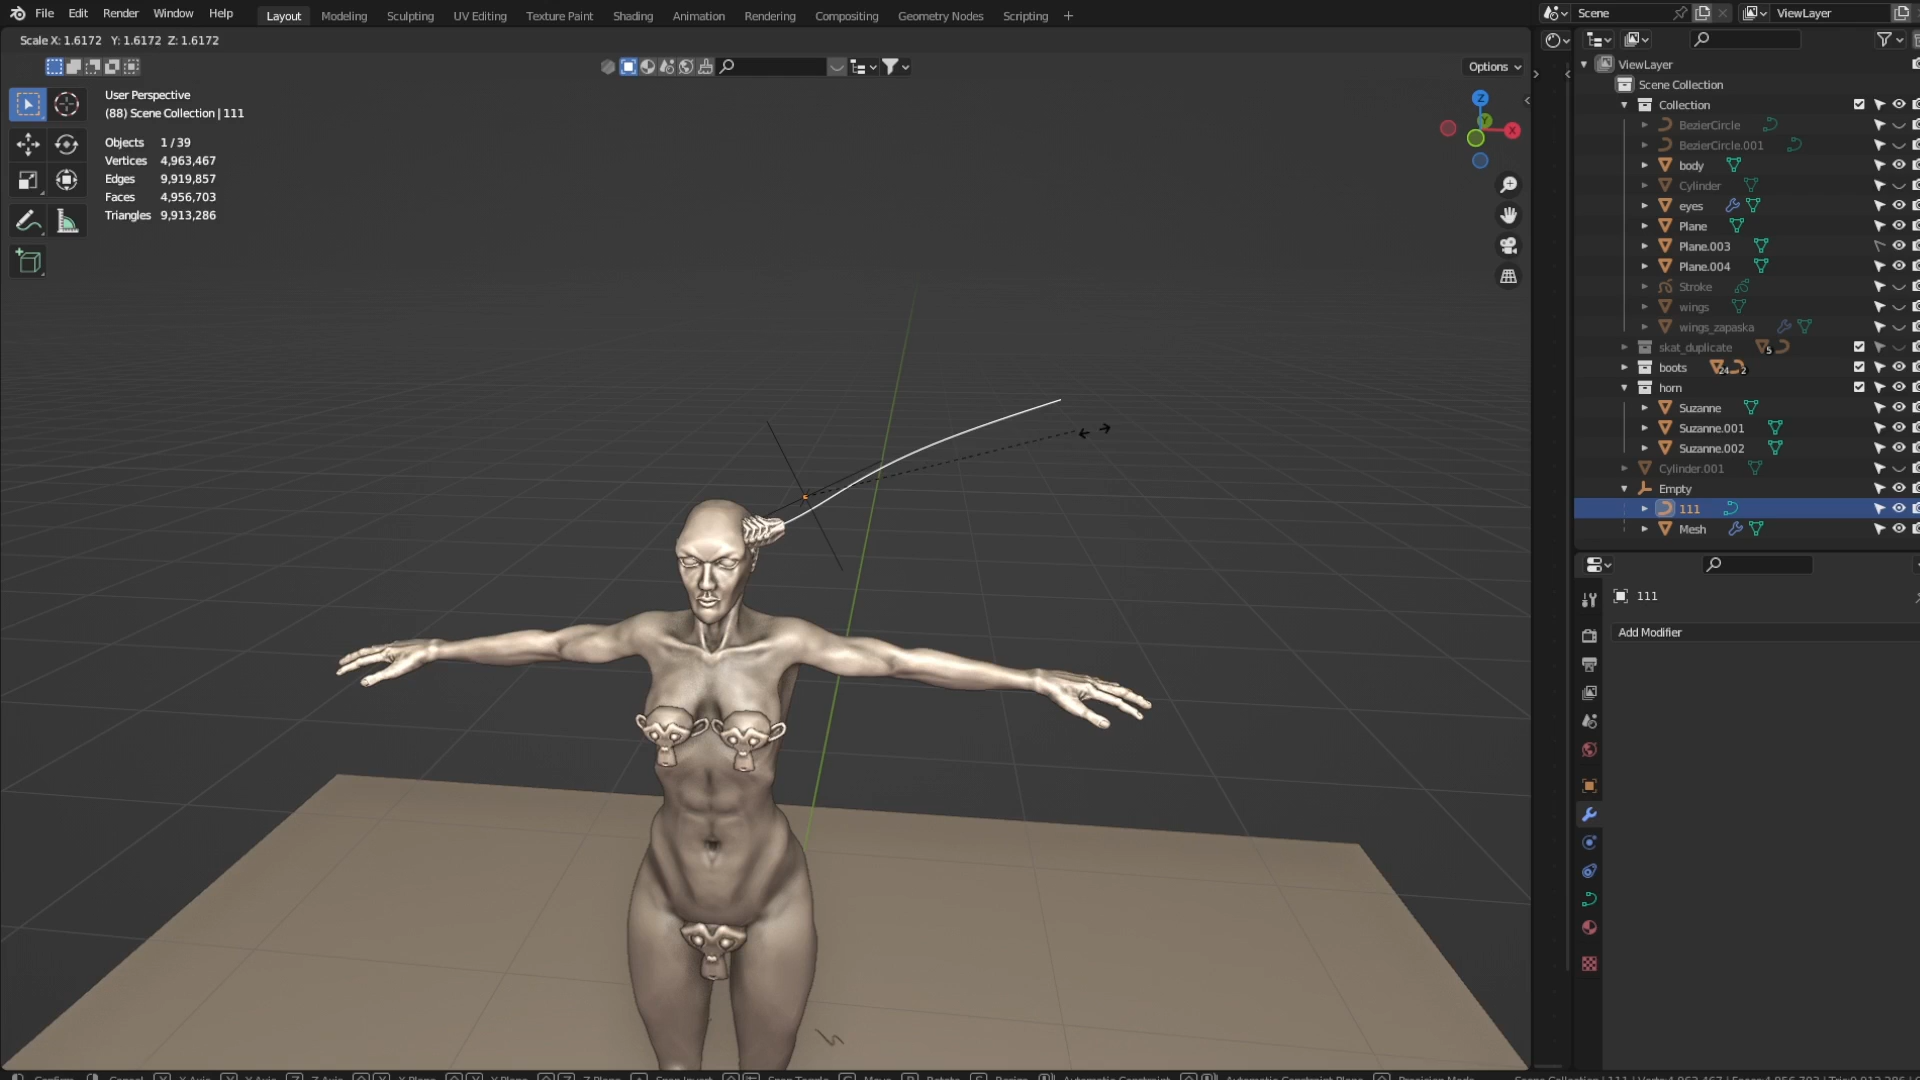 File Edit Render Window Help Layout Modeling Sculpting UV Editing Texture Paint Shading Animation Rendering Compositing Geometry Nodes Scripting + Scene ViewLayer
Scale X: 1.6172 Y: 1.6172 Z: 1.6172
Options
User Perspective
(88) Scene Collection | 111
Objects 1 / 39
Vertices 4,963,467
Edges 9,919,857
Faces 4,956,703
Triangles 9,913,286
Z
Y
X
ViewLayer
Scene Collection
Collection
BezierCircle
BezierCircle.001
body
Cylinder
eyes
Plane
Plane.003
Plane.004
Stroke
wings
wings_zapaska
skat_duplicate 5
boots 24 2
horn
Suzanne
Suzanne.001
Suzanne.002
Cylinder.001
Empty
111
Mesh
111
Add Modifier